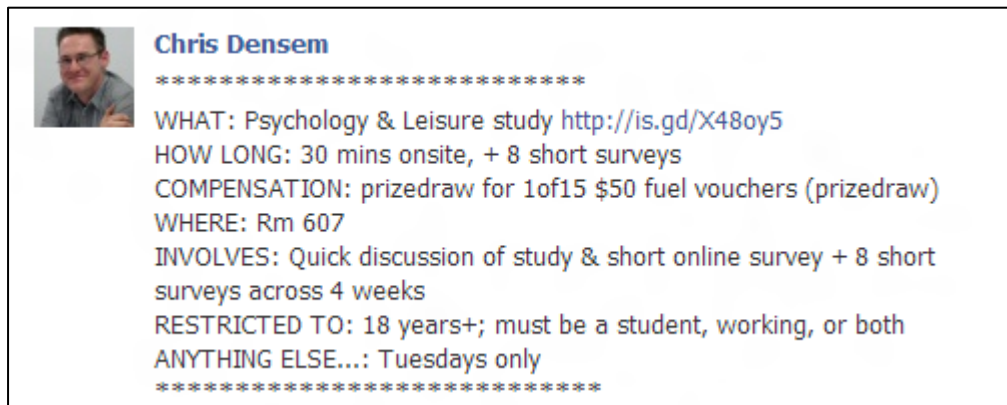 Chris Densem
***************************
WHAT: Psychology & Leisure study http://is.gd/X48oy5
HOW LONG: 30 mins onsite, + 8 short surveys
COMPENSATION: prizedraw for 1of15 $50 fuel vouchers (prizedraw)
WHERE: Rm 607
INVOLVES: Quick discussion of study & short online survey + 8 short
surveys across 4 weeks
RESTRICTED TO: 18 years+; must be a student, working, or both
ANYTHING ELSE...: Tuesdays only
****************************